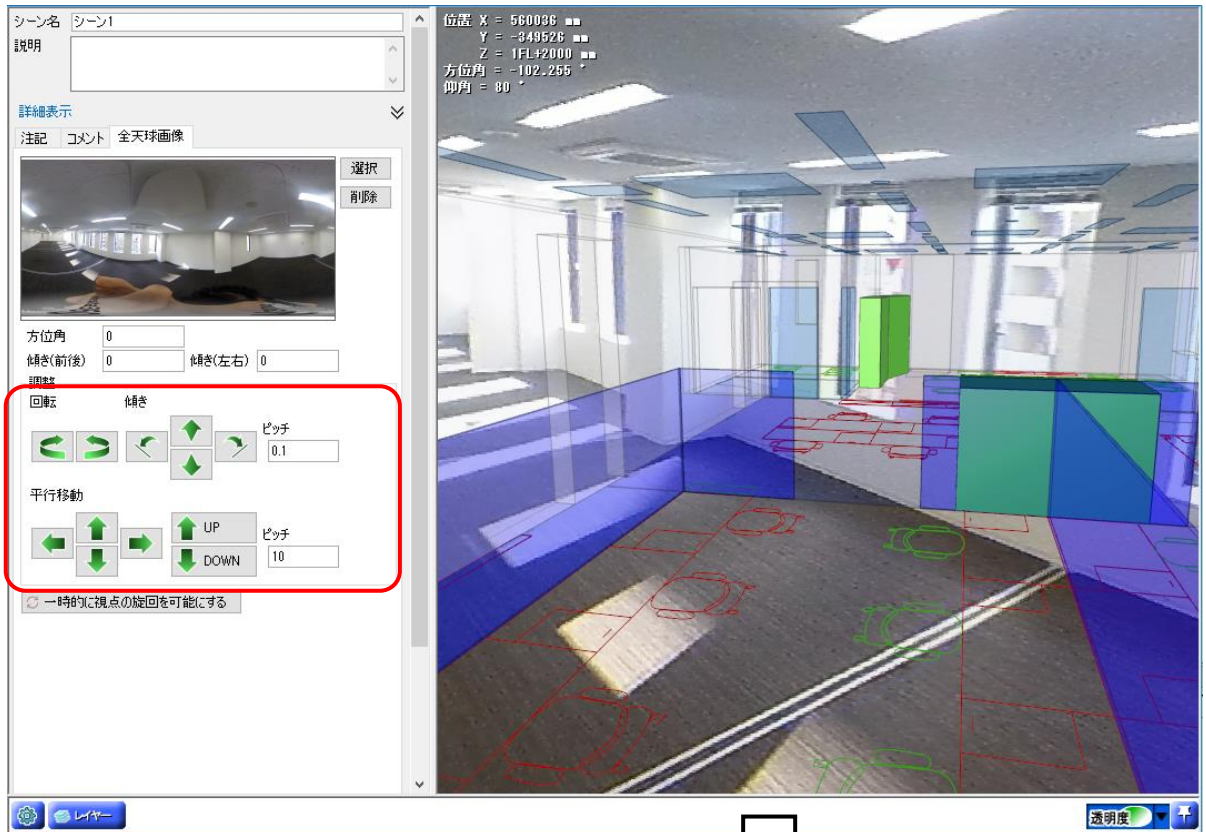 シーン名 シーン1
説明
詳細表示
注記 コメント 全天球画像
選択
削除
方位角 0
傾き(前後) 0 傾き(左右) 0
調整
回転 傾き
ピッチ
0.1
平行移動
UP
ピッチ
DOWN
10
一時的に視点の旋回を可能にする
レイヤー
位置 X = 560036 mm
Y = -349526 mm
Z = 1FL+2000 mm
方位角 = -102.255 °
仰角 = 80 °
透明度